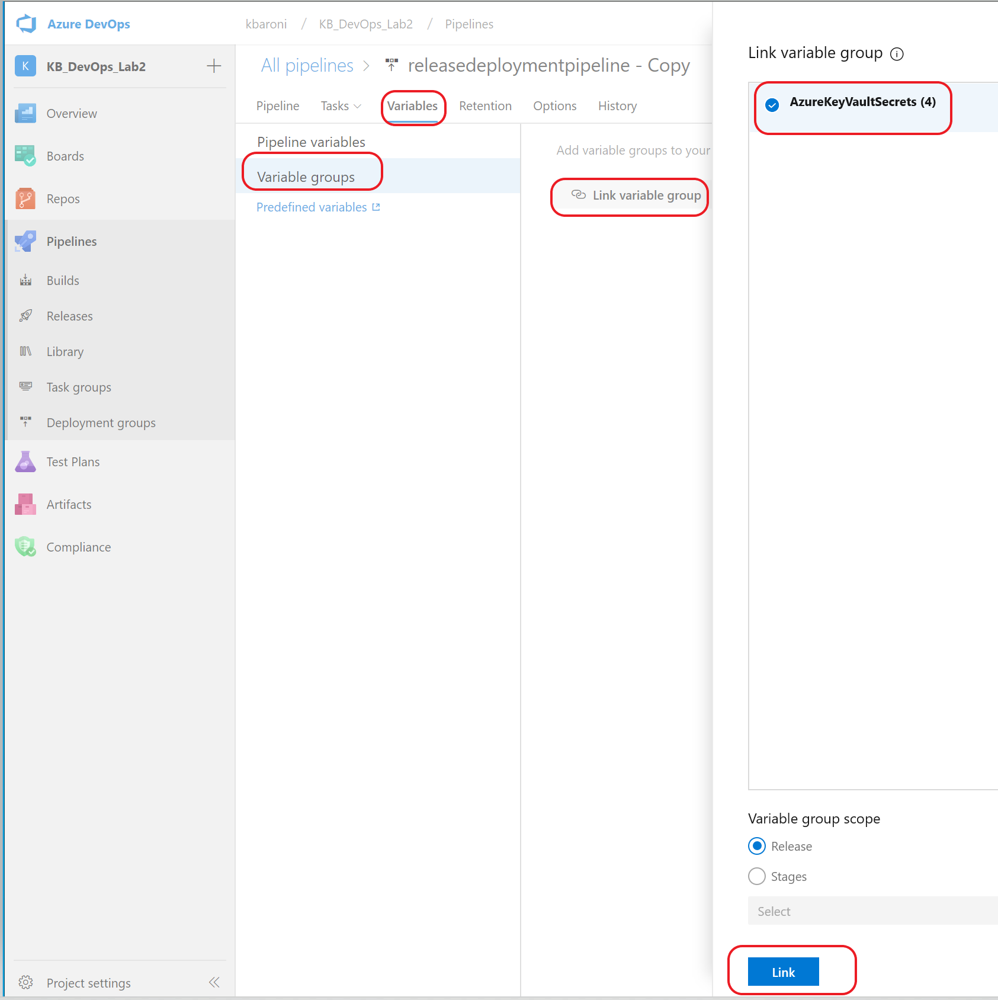 Azure DevOps
kbaroni / KB_DevOps_Lab2 / Pipelines
K KB_DevOps_Lab2
Overview
Boards
Repos
Pipelines
Builds
Releases
Library
Task groups
Deployment groups
Test Plans
Artifacts
Compliance
Project settings
All pipelines > releasedeploymentpipeline - Copy
Pipeline Tasks Variables Retention Options History
Pipeline variables
Variable groups
Predefined variables
Add variable groups to your
Link variable group
Link variable group
AzureKeyVaultSecrets (4)
Variable group scope
Release
Stages
Select
Link